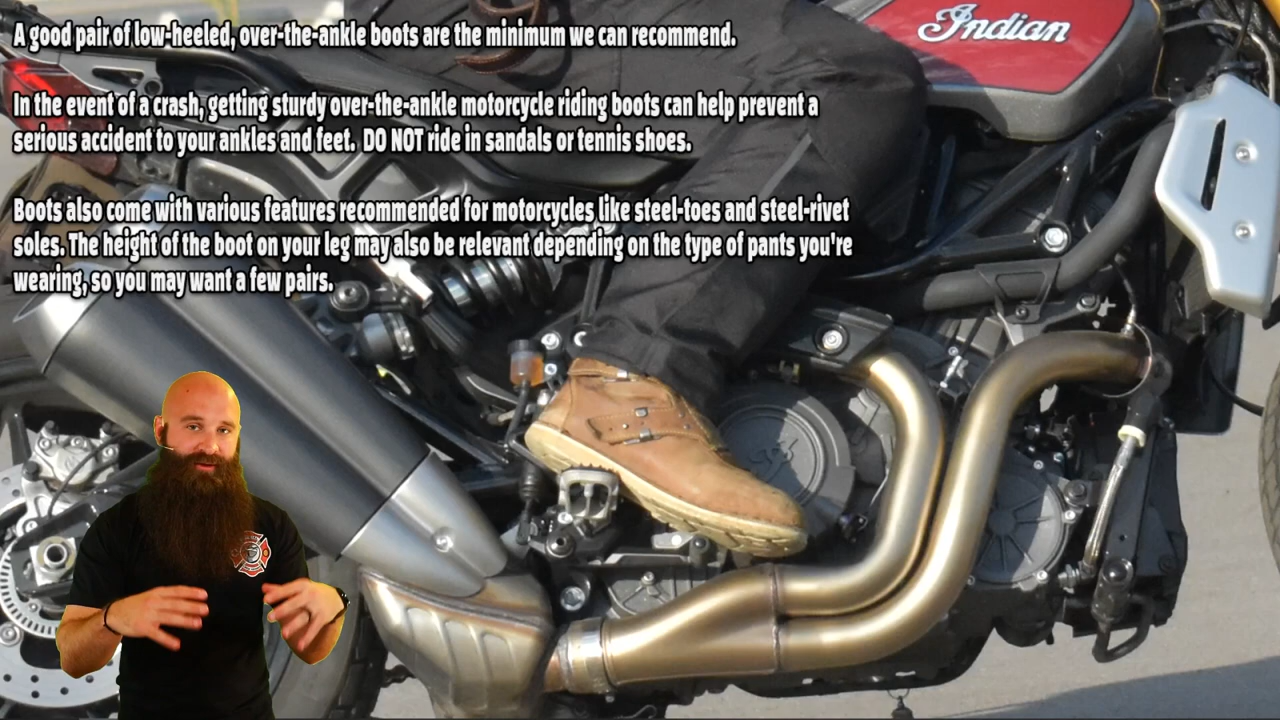 A good pair of low-heeled, over-the-ankle boots are the minimum we can recommend.
In the event of a crash, getting sturdy over-the-ankle motorcycle riding boots can help prevent a
serious accident to your ankles and feet. DO NOT ride in sandals or tennis shoes.
Boots also come with various features recommended for motorcycles like steel-toes and steel-rivet
soles. The height of the boot on your leg may also be relevant depending on the type of pants you're
wearing, so you may want a few pairs.
Indian